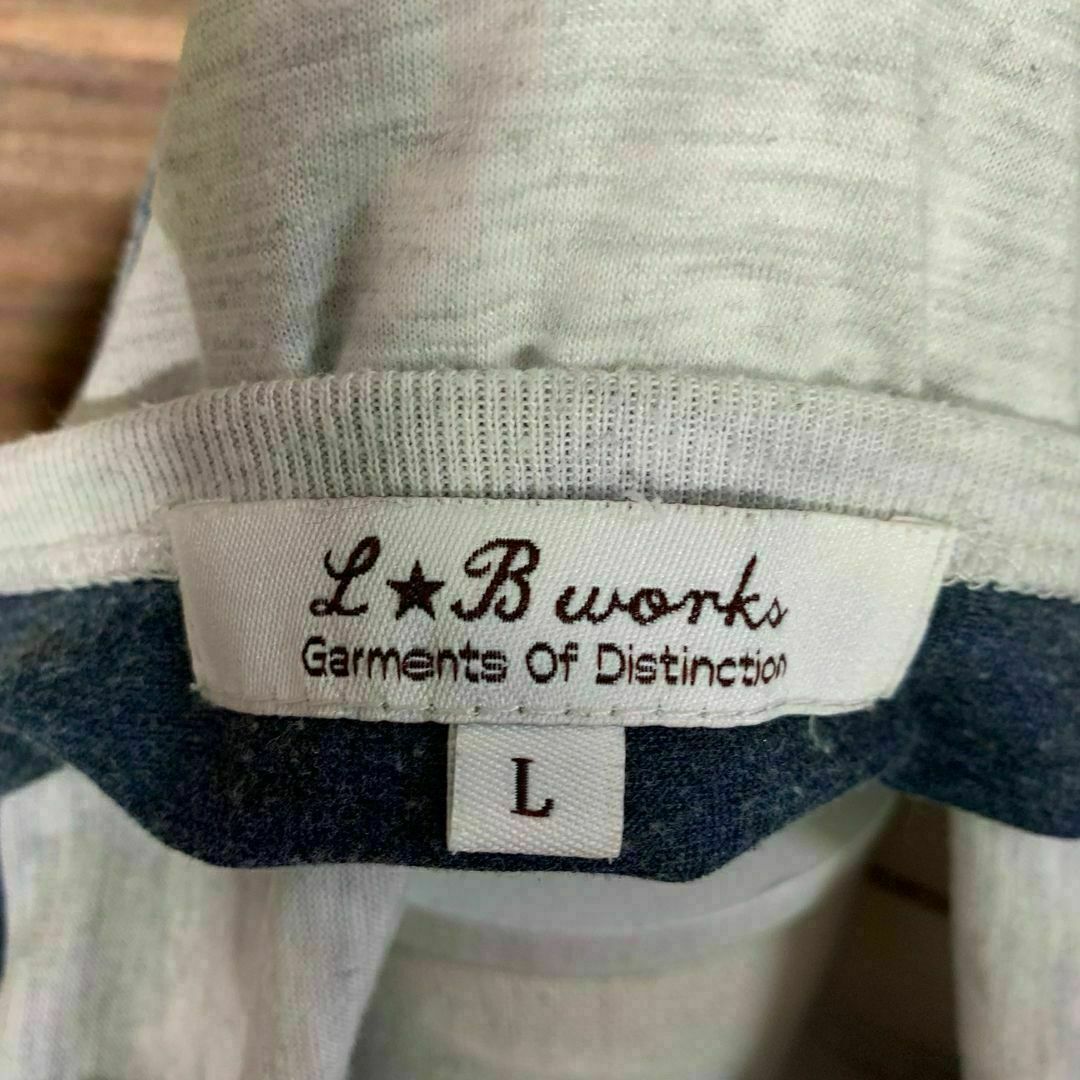 L★B works
Garments Of Distinction
L